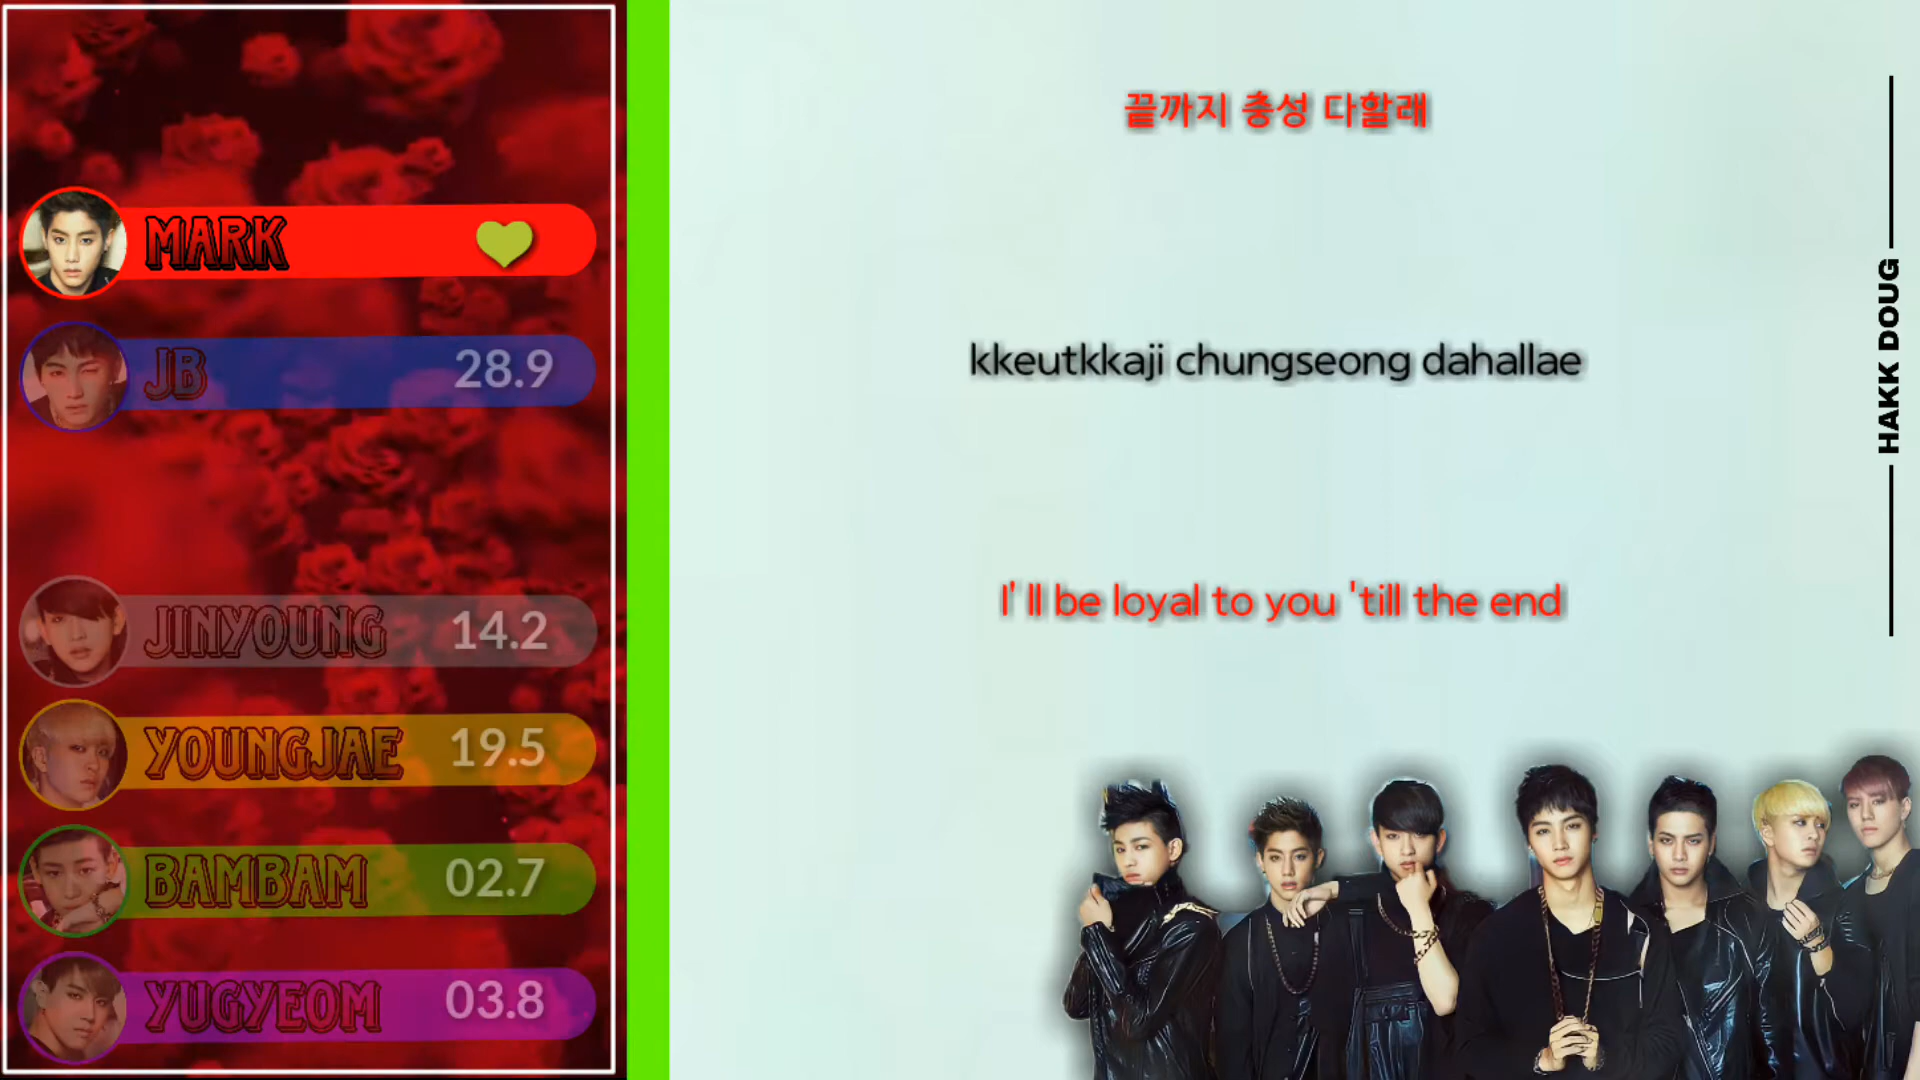 MARK
JB
28.9
JINYOUNG
14.2
YOUNGJAE
19.5
BAMBAM
02.7
YUGYEOM
03.8
끝까지 충성 다할래
kkeutkkaji chungseong dahallae
I' ll be loyal to you 'till the end
HAKK DOUG